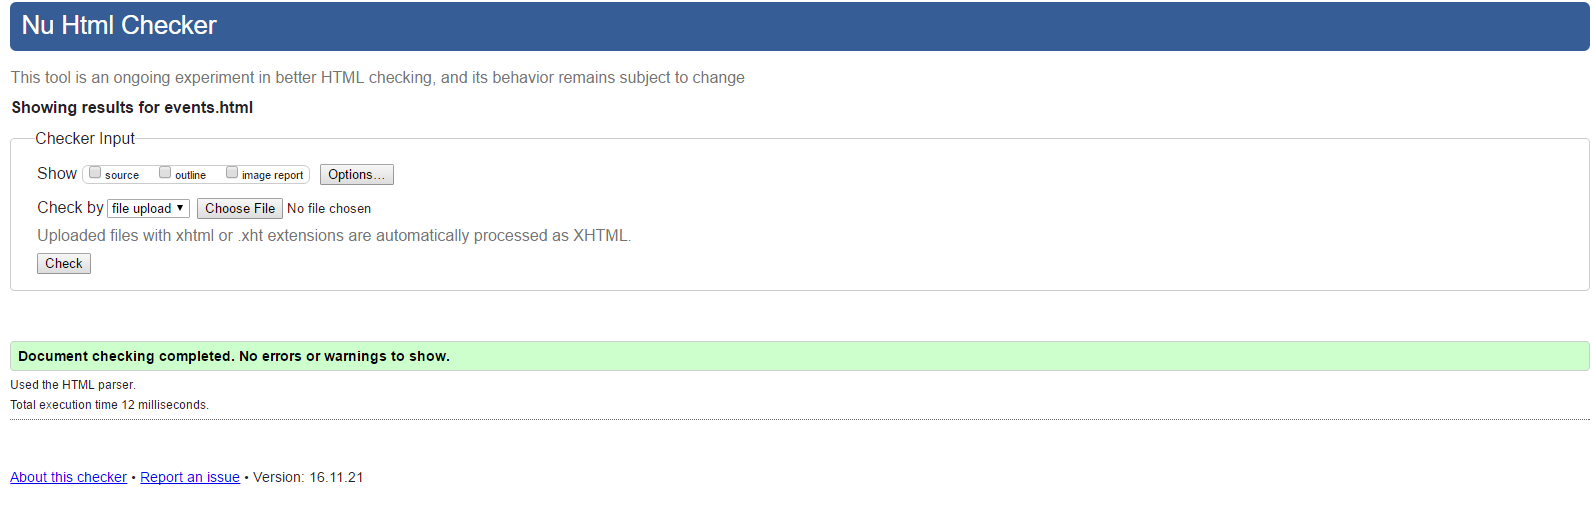 Nu Html Checker
This tool is an ongoing experiment in better HTML checking, and its behavior remains subject to change
Showing results for events.html
Checker Input
Show source outline image report Options...
Check by file upload Choose File No file chosen
Uploaded files with xhtml or .xht extensions are automatically processed as XHTML.
Check
Document checking completed. No errors or warnings to show.
Used the HTML parser.
Total execution time 12 milliseconds.
About this checker • Report an issue • Version: 16.11.21